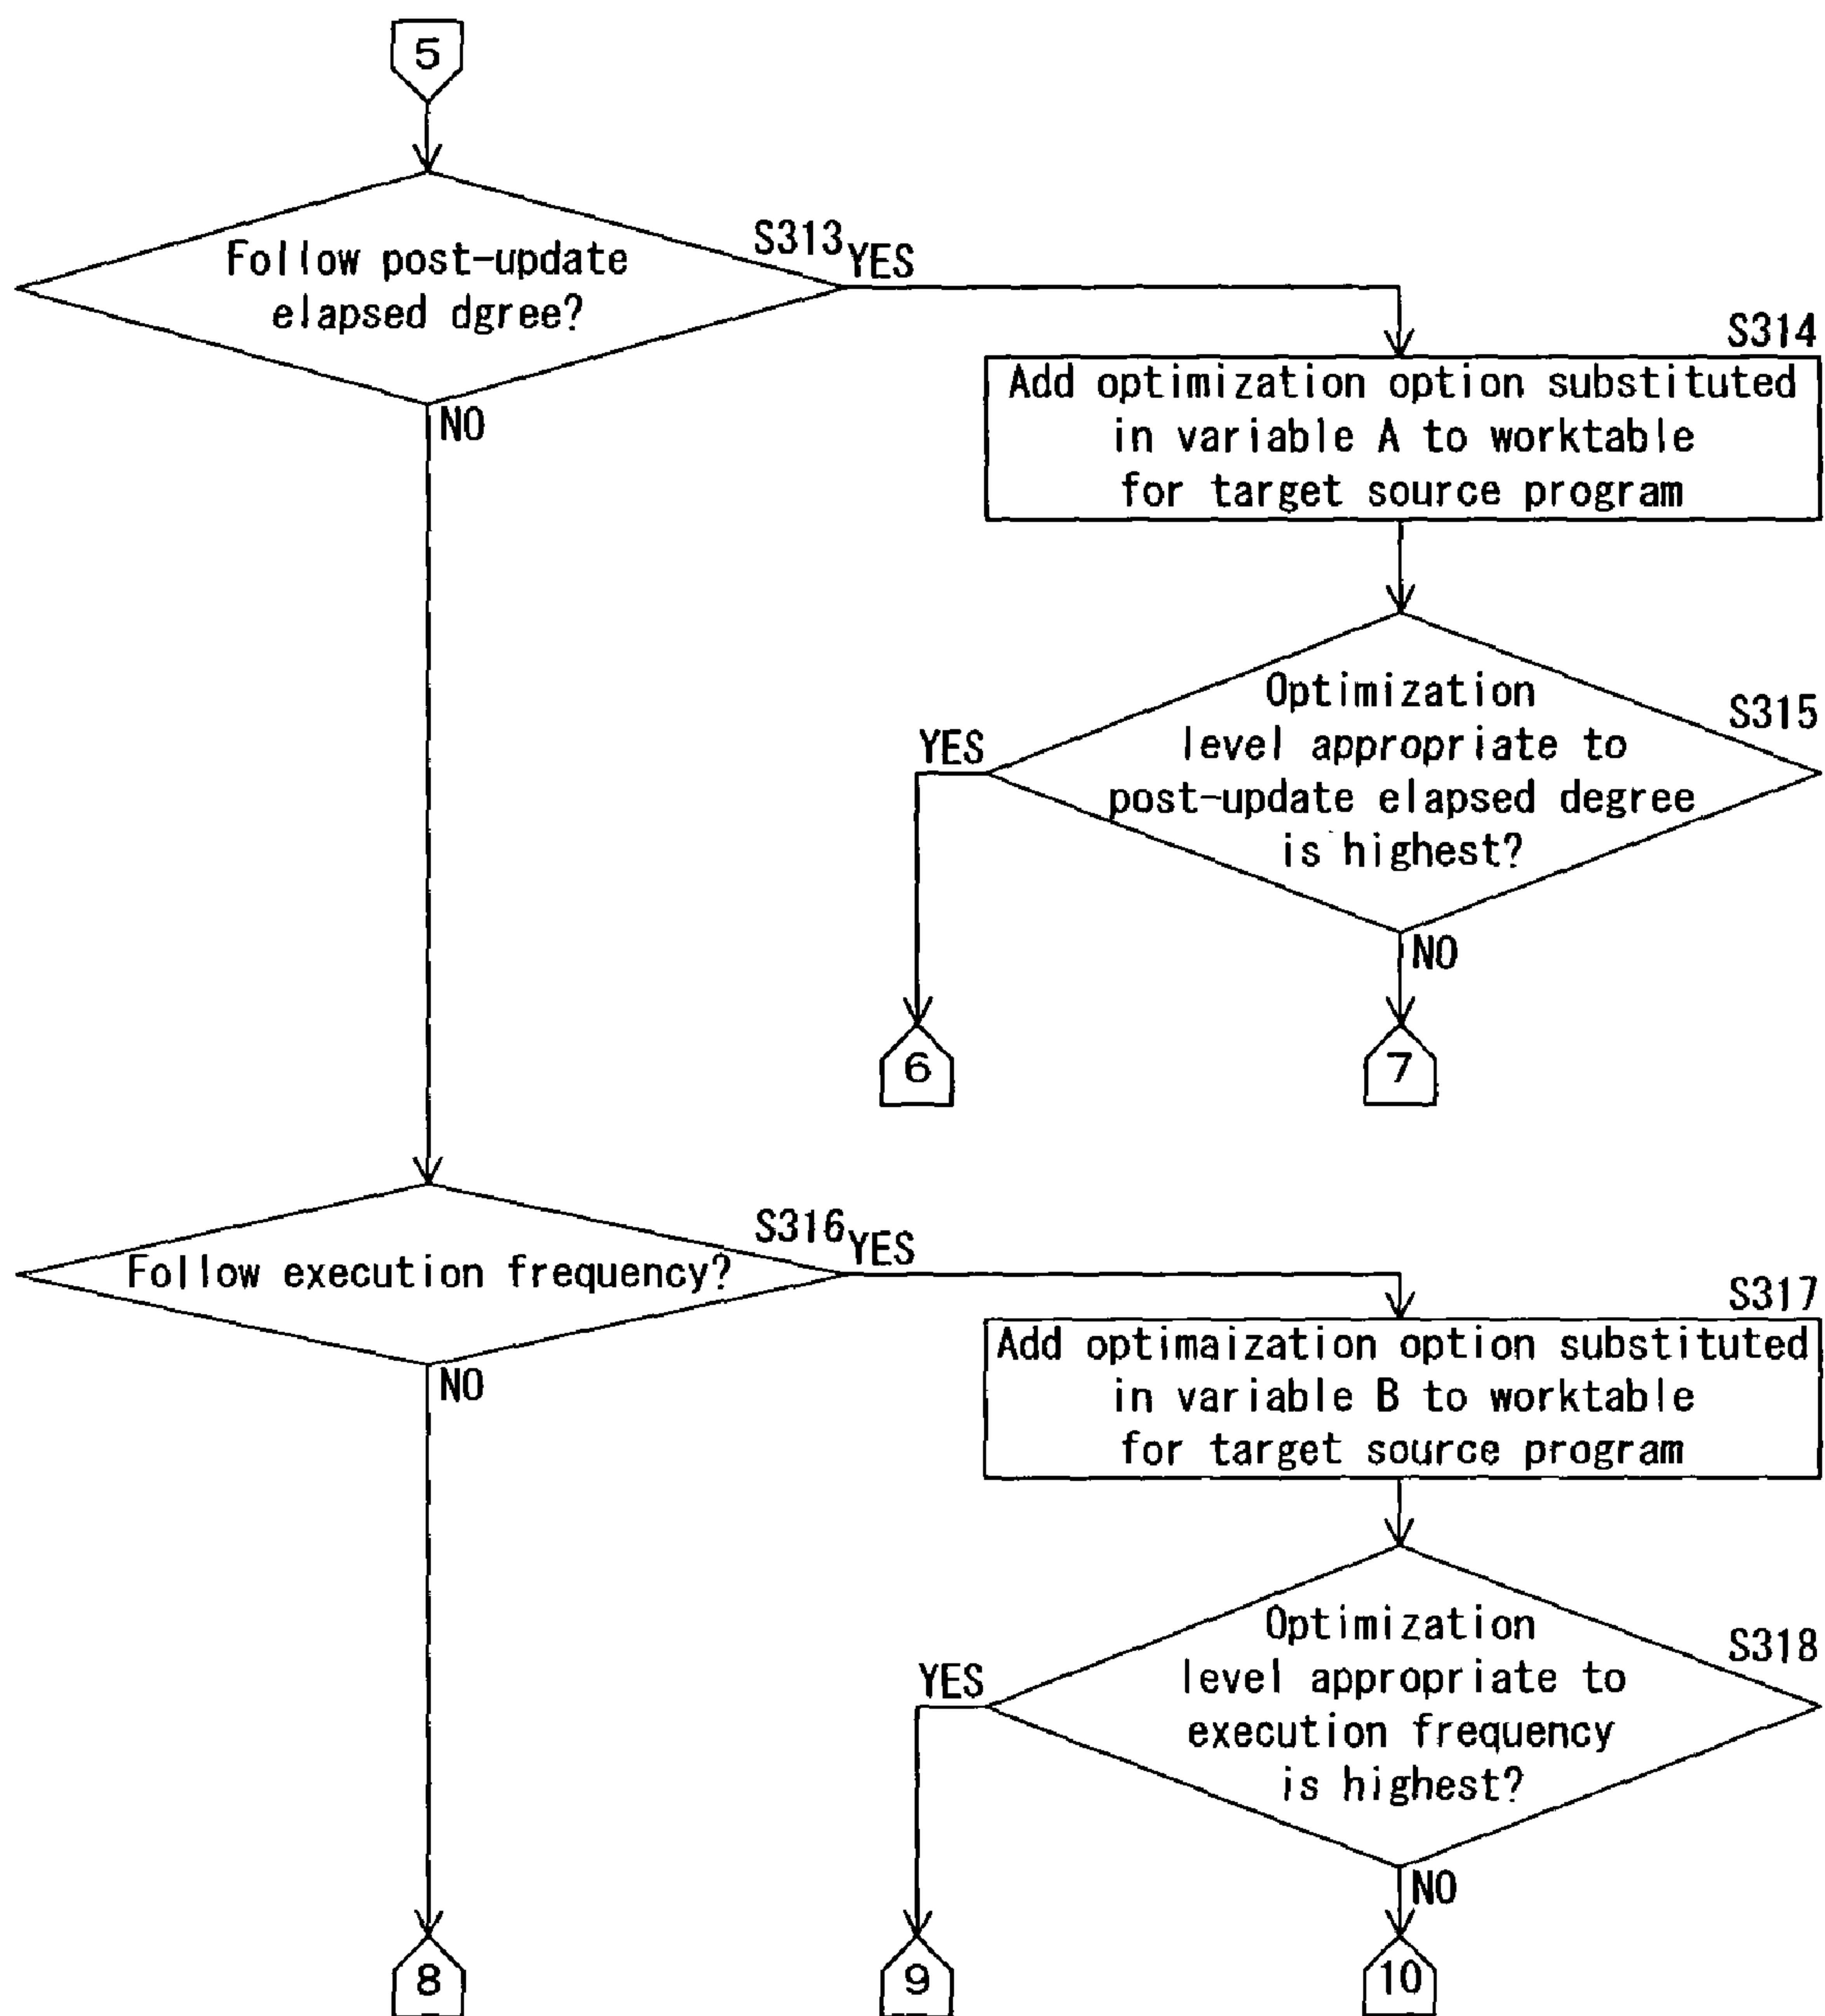 5
S313
YES
Follow post-update
elapsed dgree?
NO
S314
Add optimization option substituted
in variable A to worktable
for target source program
Optimization
level appropriate to
post-update elapsed degree
is highest?
S315
YES
NO
6
7
S316
YES
Follow execution frequency?
NO
S317
Add optimaization option substituted
in variable B to worktable
for target source program
Optimization
level appropriate to
execution frequency
is highest?
S318
YES
NO
8
9
10